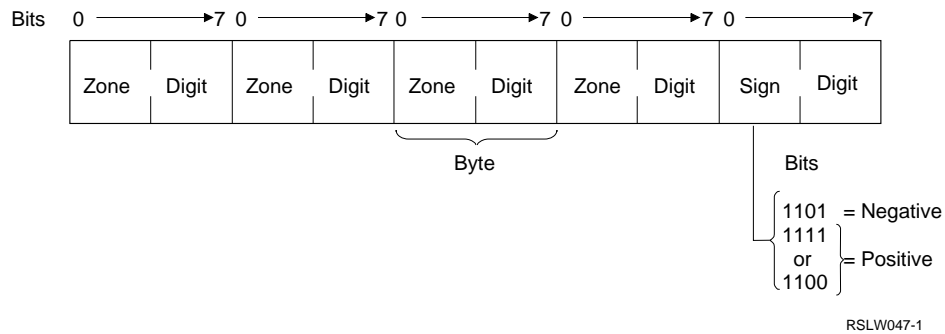 Bits 0 7 0 7 0 7 0 7 0 7
Zone Digit Zone Digit Zone Digit Zone Digit Sign Digit
Byte
Bits
1101 = Negative
1111
or = Positive
1100
RSLW047-1